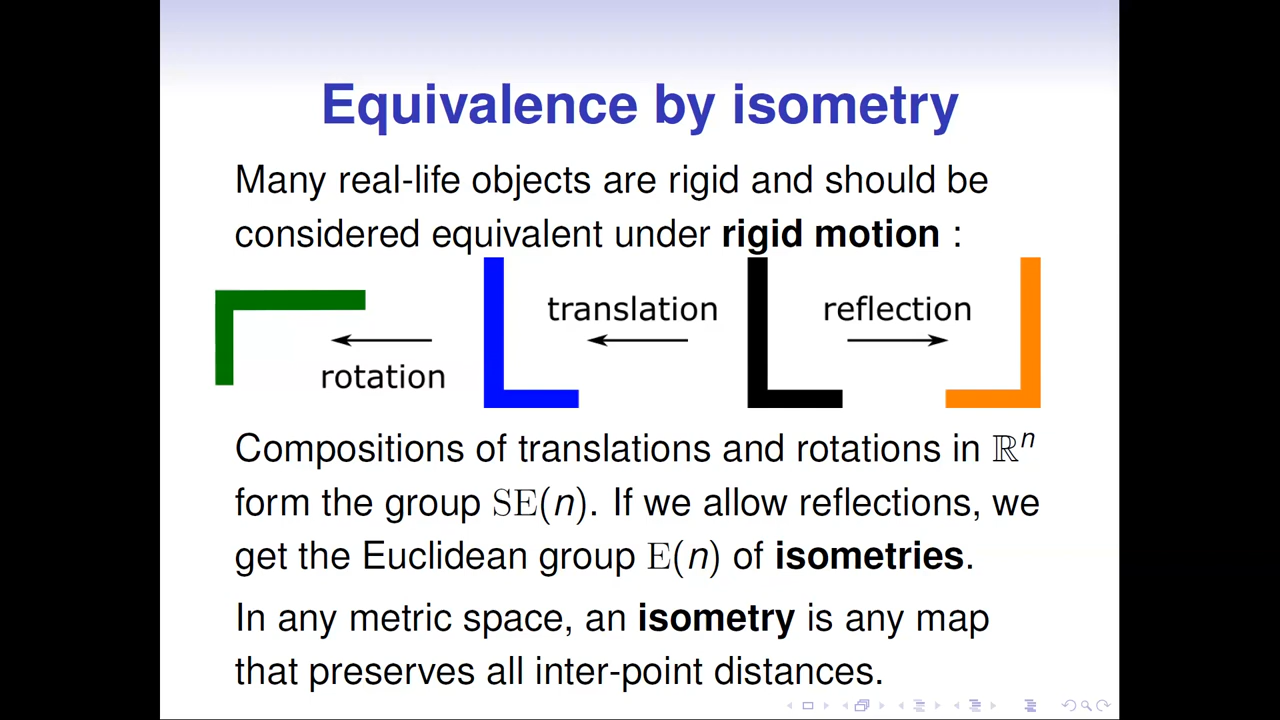 Equivalence by isometry
Many real-life objects are rigid and should be
considered equivalent under rigid motion :
translation
reflection
rotation
Compositions of translations and rotations in ℝⁿ
form the group SE(n). If we allow reflections, we
get the Euclidean group E(n) of isometries.
In any metric space, an isometry is any map
that preserves all inter-point distances.